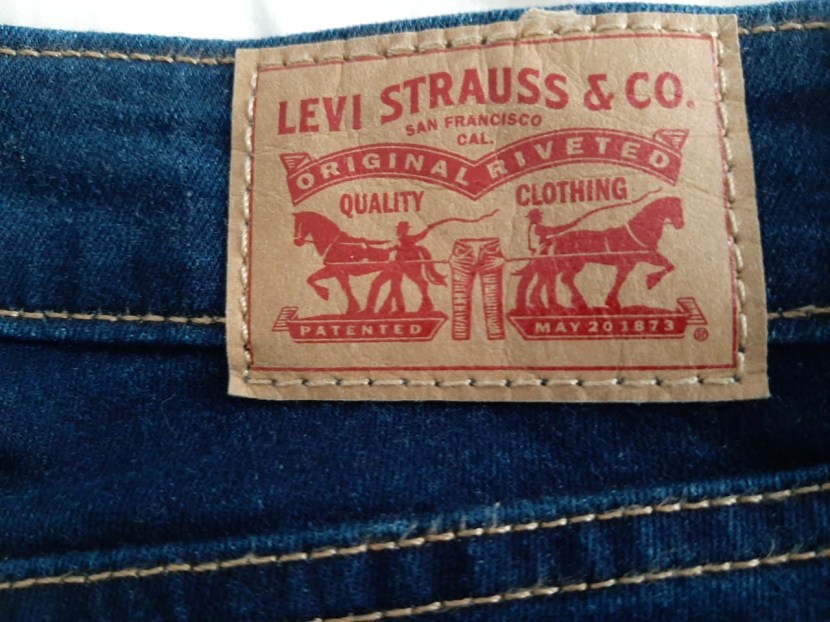 LEVI STRAUSS & CO.
SAN FRANCISCO
CAL.
ORIGINAL RIVETED
QUALITY CLOTHING
PATENTED MAY 20 1873
®